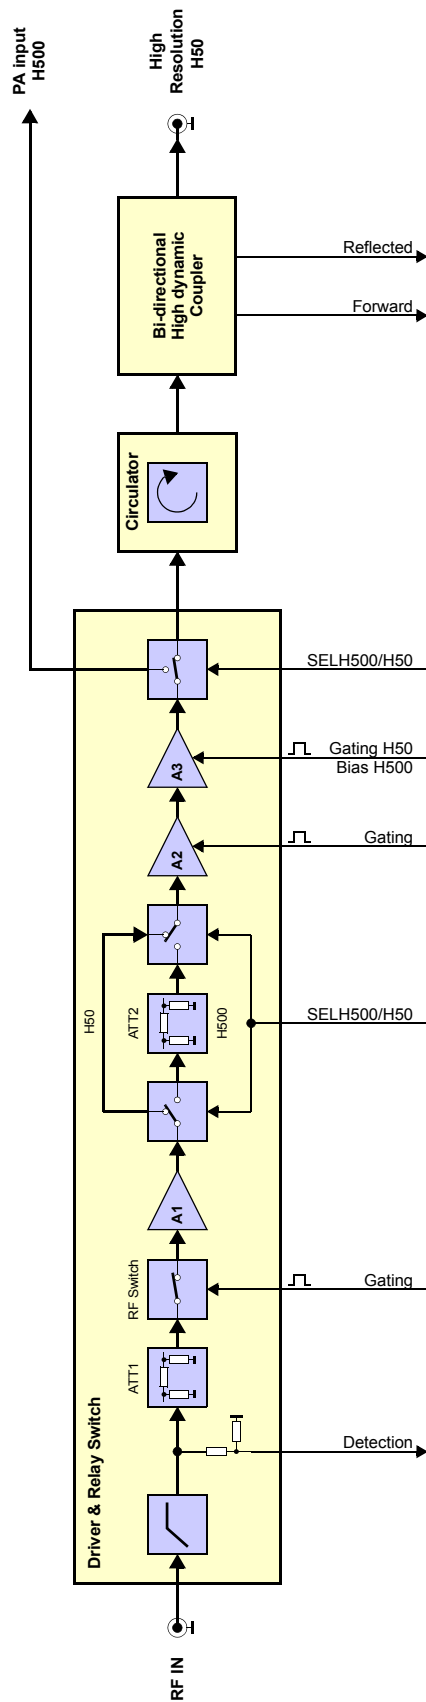 RF IN
Driver & Relay Switch
Detection
ATT1
RF Switch
Gating
A1
H50
ATT2
H500
SELH500/H50
A2
Gating
A3
Gating H50
Bias H500
SELH500/H50
PA input
H500
Circulator
Bi-directional
High dynamic
Coupler
Forward
Reflected
High
Resolution
H50